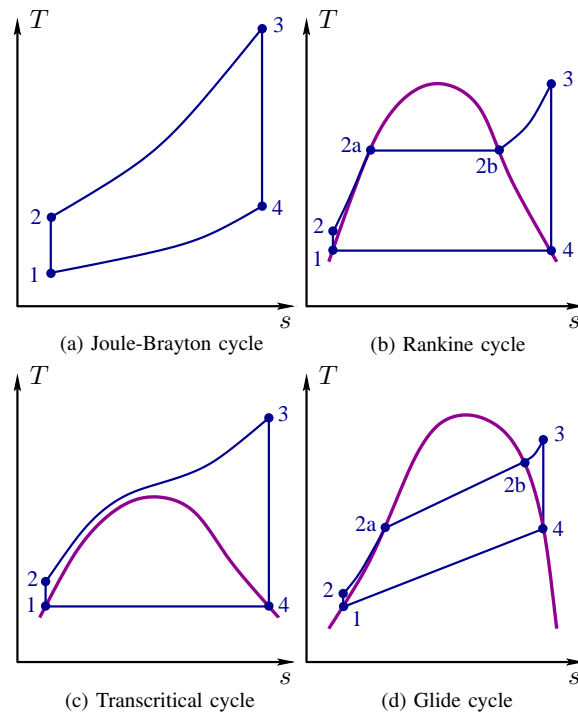 T
3
2
4
1
s
(a) Joule-Brayton cycle
T
3
2a
2b
2
1
4
s
(b) Rankine cycle
T
3
2
1
4
s
(c) Transcritical cycle
T
3
2b
2a
4
2
1
s
(d) Glide cycle